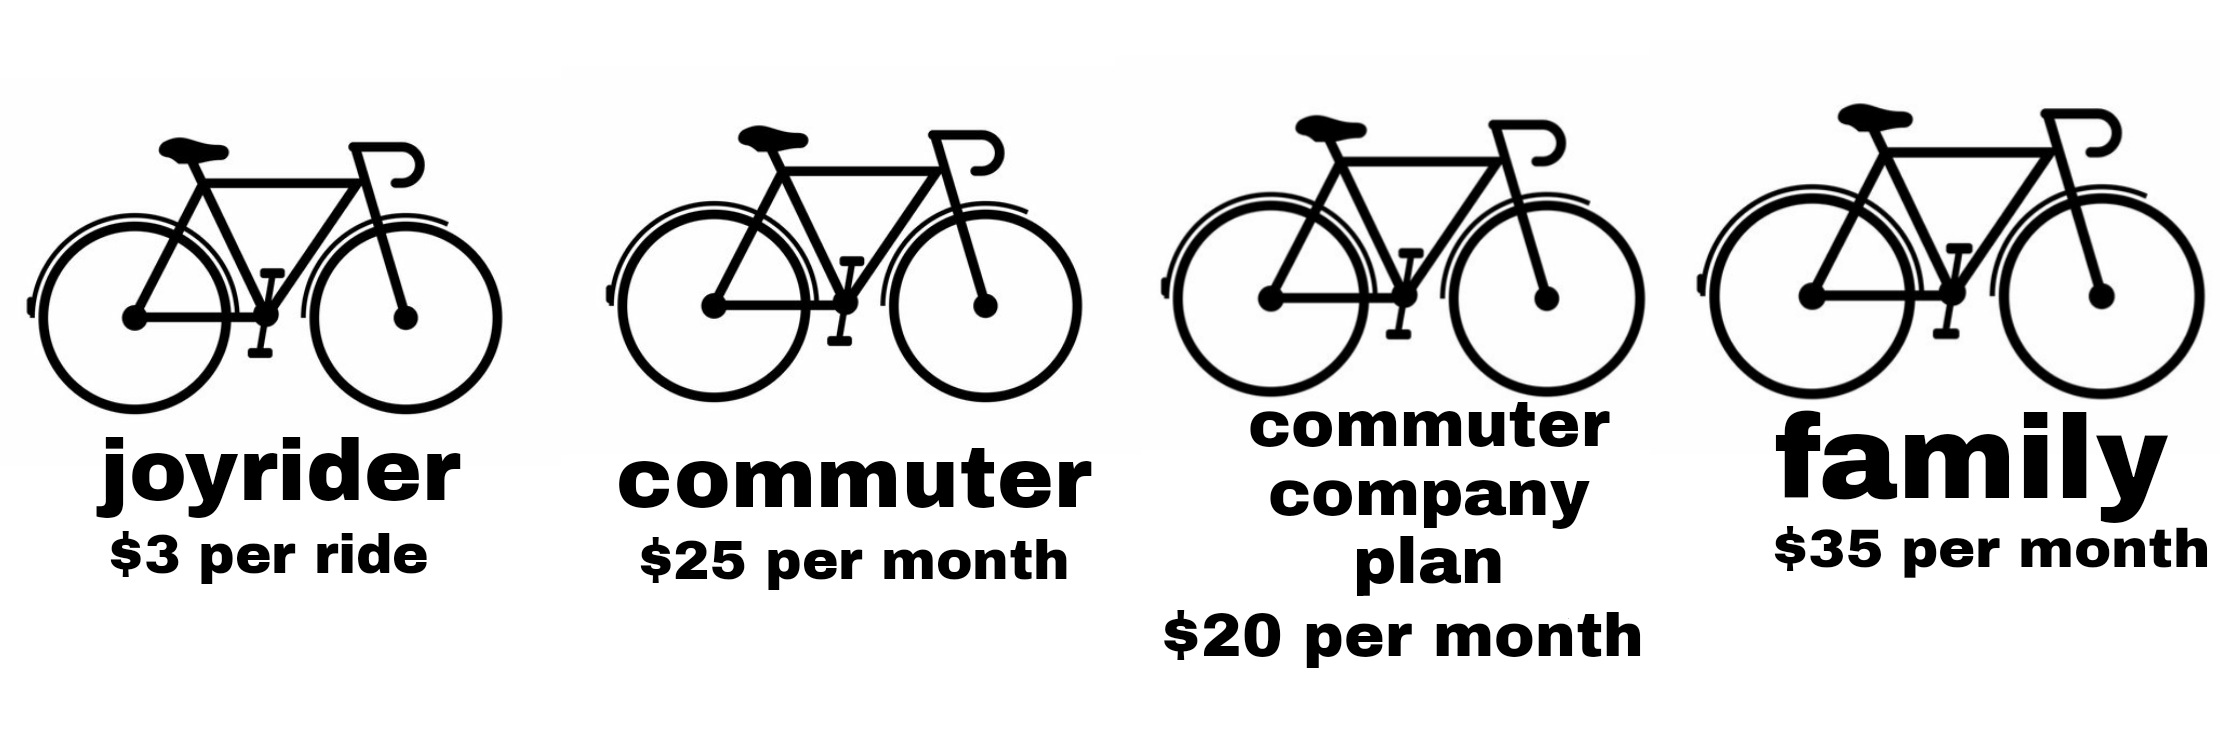 joyrider
$3 per ride
commuter
$25 per month
commuter
company
plan
$20 per month
family
$35 per month